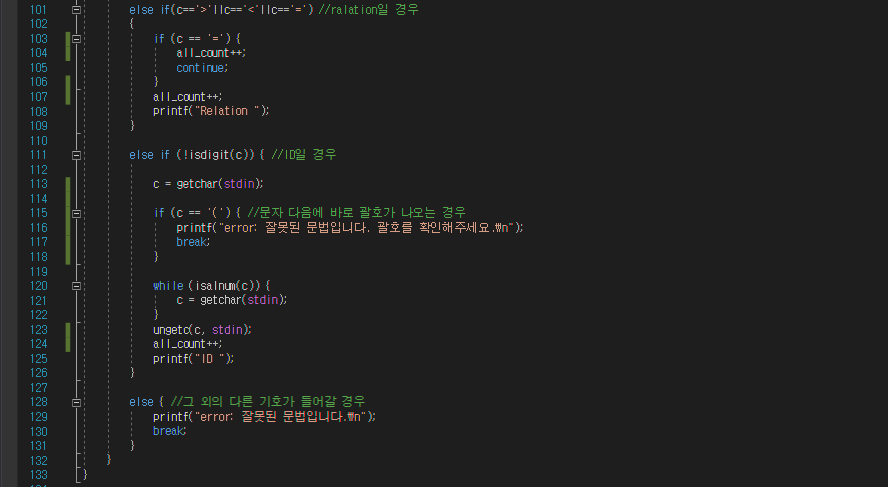 101 else if(c=='>'||c=='<'||c=='=') //ralation일 경우
102 {
103 if (c == '=') {
104 all_count++;
105 continue;
106 }
107 all_count++;
108 printf("Relation ");
109 }
110
111 else if (!isdigit(c)) { //ID일 경우
112
113 c = getchar(stdin);
114
115 if (c == '(') { //문자 다음에 바로 괄호가 나오는 경우
116 printf("error: 잘못된 문법입니다. 괄호를 확인해주세요.₩n");
117 break;
118 }
119
120 while (isalnum(c)) {
121 c = getchar(stdin);
122 }
123 ungetc(c, stdin);
124 all_count++;
125 printf("ID ");
126 }
127
128 else { //그 외의 다른 기호가 들어갈 경우
129 printf("error: 잘못된 문법입니다.₩n");
130 break;
131 }
132 }
133 }